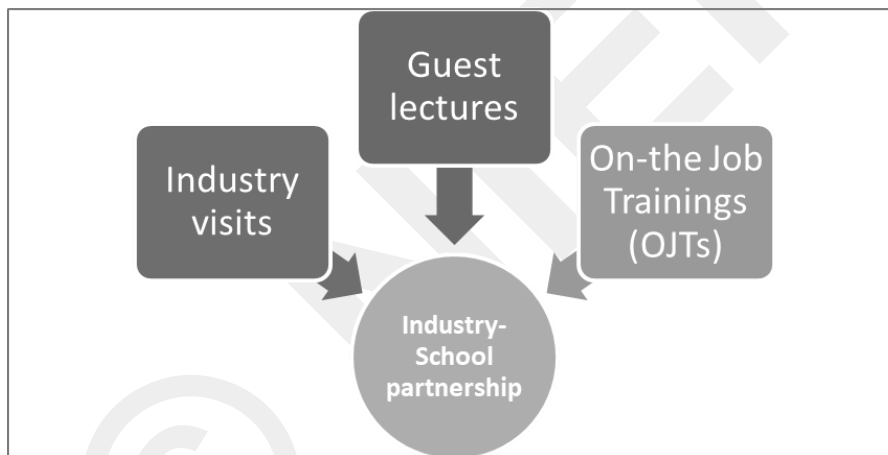 Guest
lectures
Industry
visits
On-the Job
Trainings
(OJTs)
Industry-
School
partnership